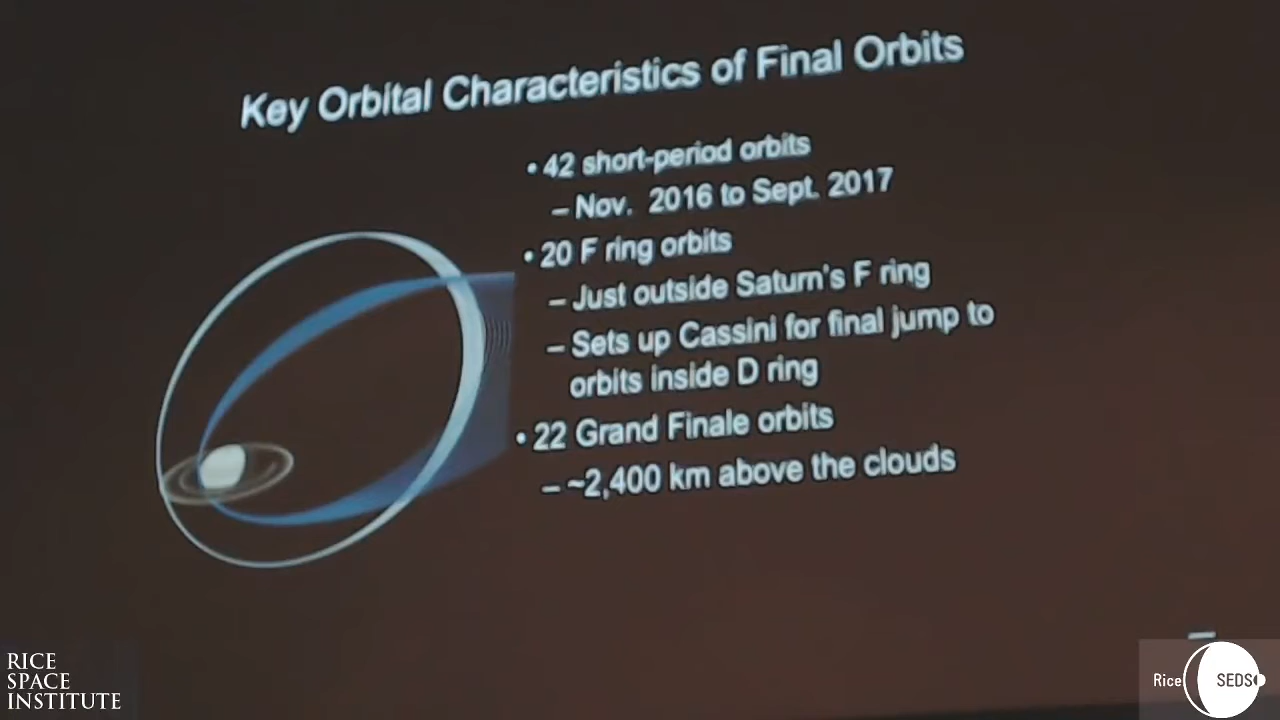 Key Orbital Characteristics of Final Orbits
• 42 short-period orbits
– Nov. 2016 to Sept. 2017
• 20 F ring orbits
– Just outside Saturn's F ring
– Sets up Cassini for final jump to
orbits inside D ring
• 22 Grand Finale orbits
– ~2,400 km above the clouds
RICE
SPACE
INSTITUTE
Rice SEDS